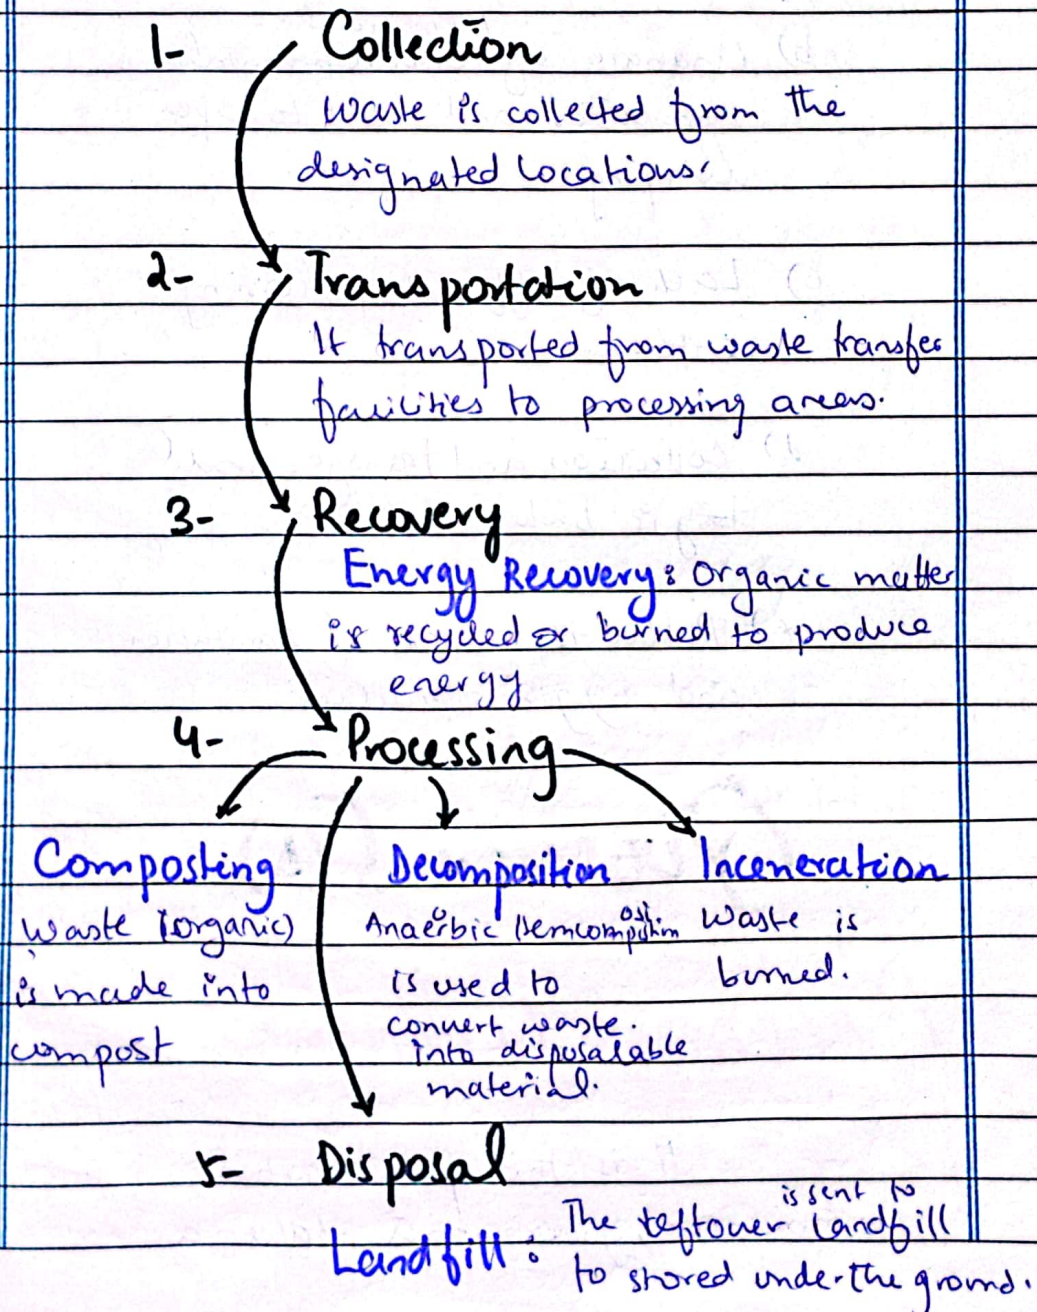 1- Collection
Waste is collected from the
designated locations.
2- Transportation
It transported from waste transfer
facilities to processing areas.
3- Recovery
Energy Recovery: Organic matter
is recycled or burned to produce
energy
4- Processing
Composting
Waste (organic)
is made into
compost
Decomposition
Anaerbic
is used to
convert waste.
into disposalable
material.
Inceneration
Waste is
burned.
5- Disposal
Landfill: The leftover is sent to Landfill
to stored under the ground.